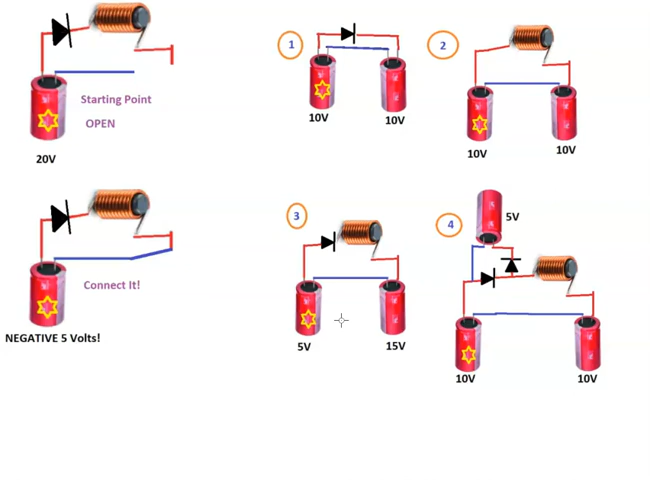 Starting Point
OPEN
20V
Connect It!
NEGATIVE 5 Volts!
1
10V
10V
2
10V
10V
3
5V
15V
4
5V
10V
10V